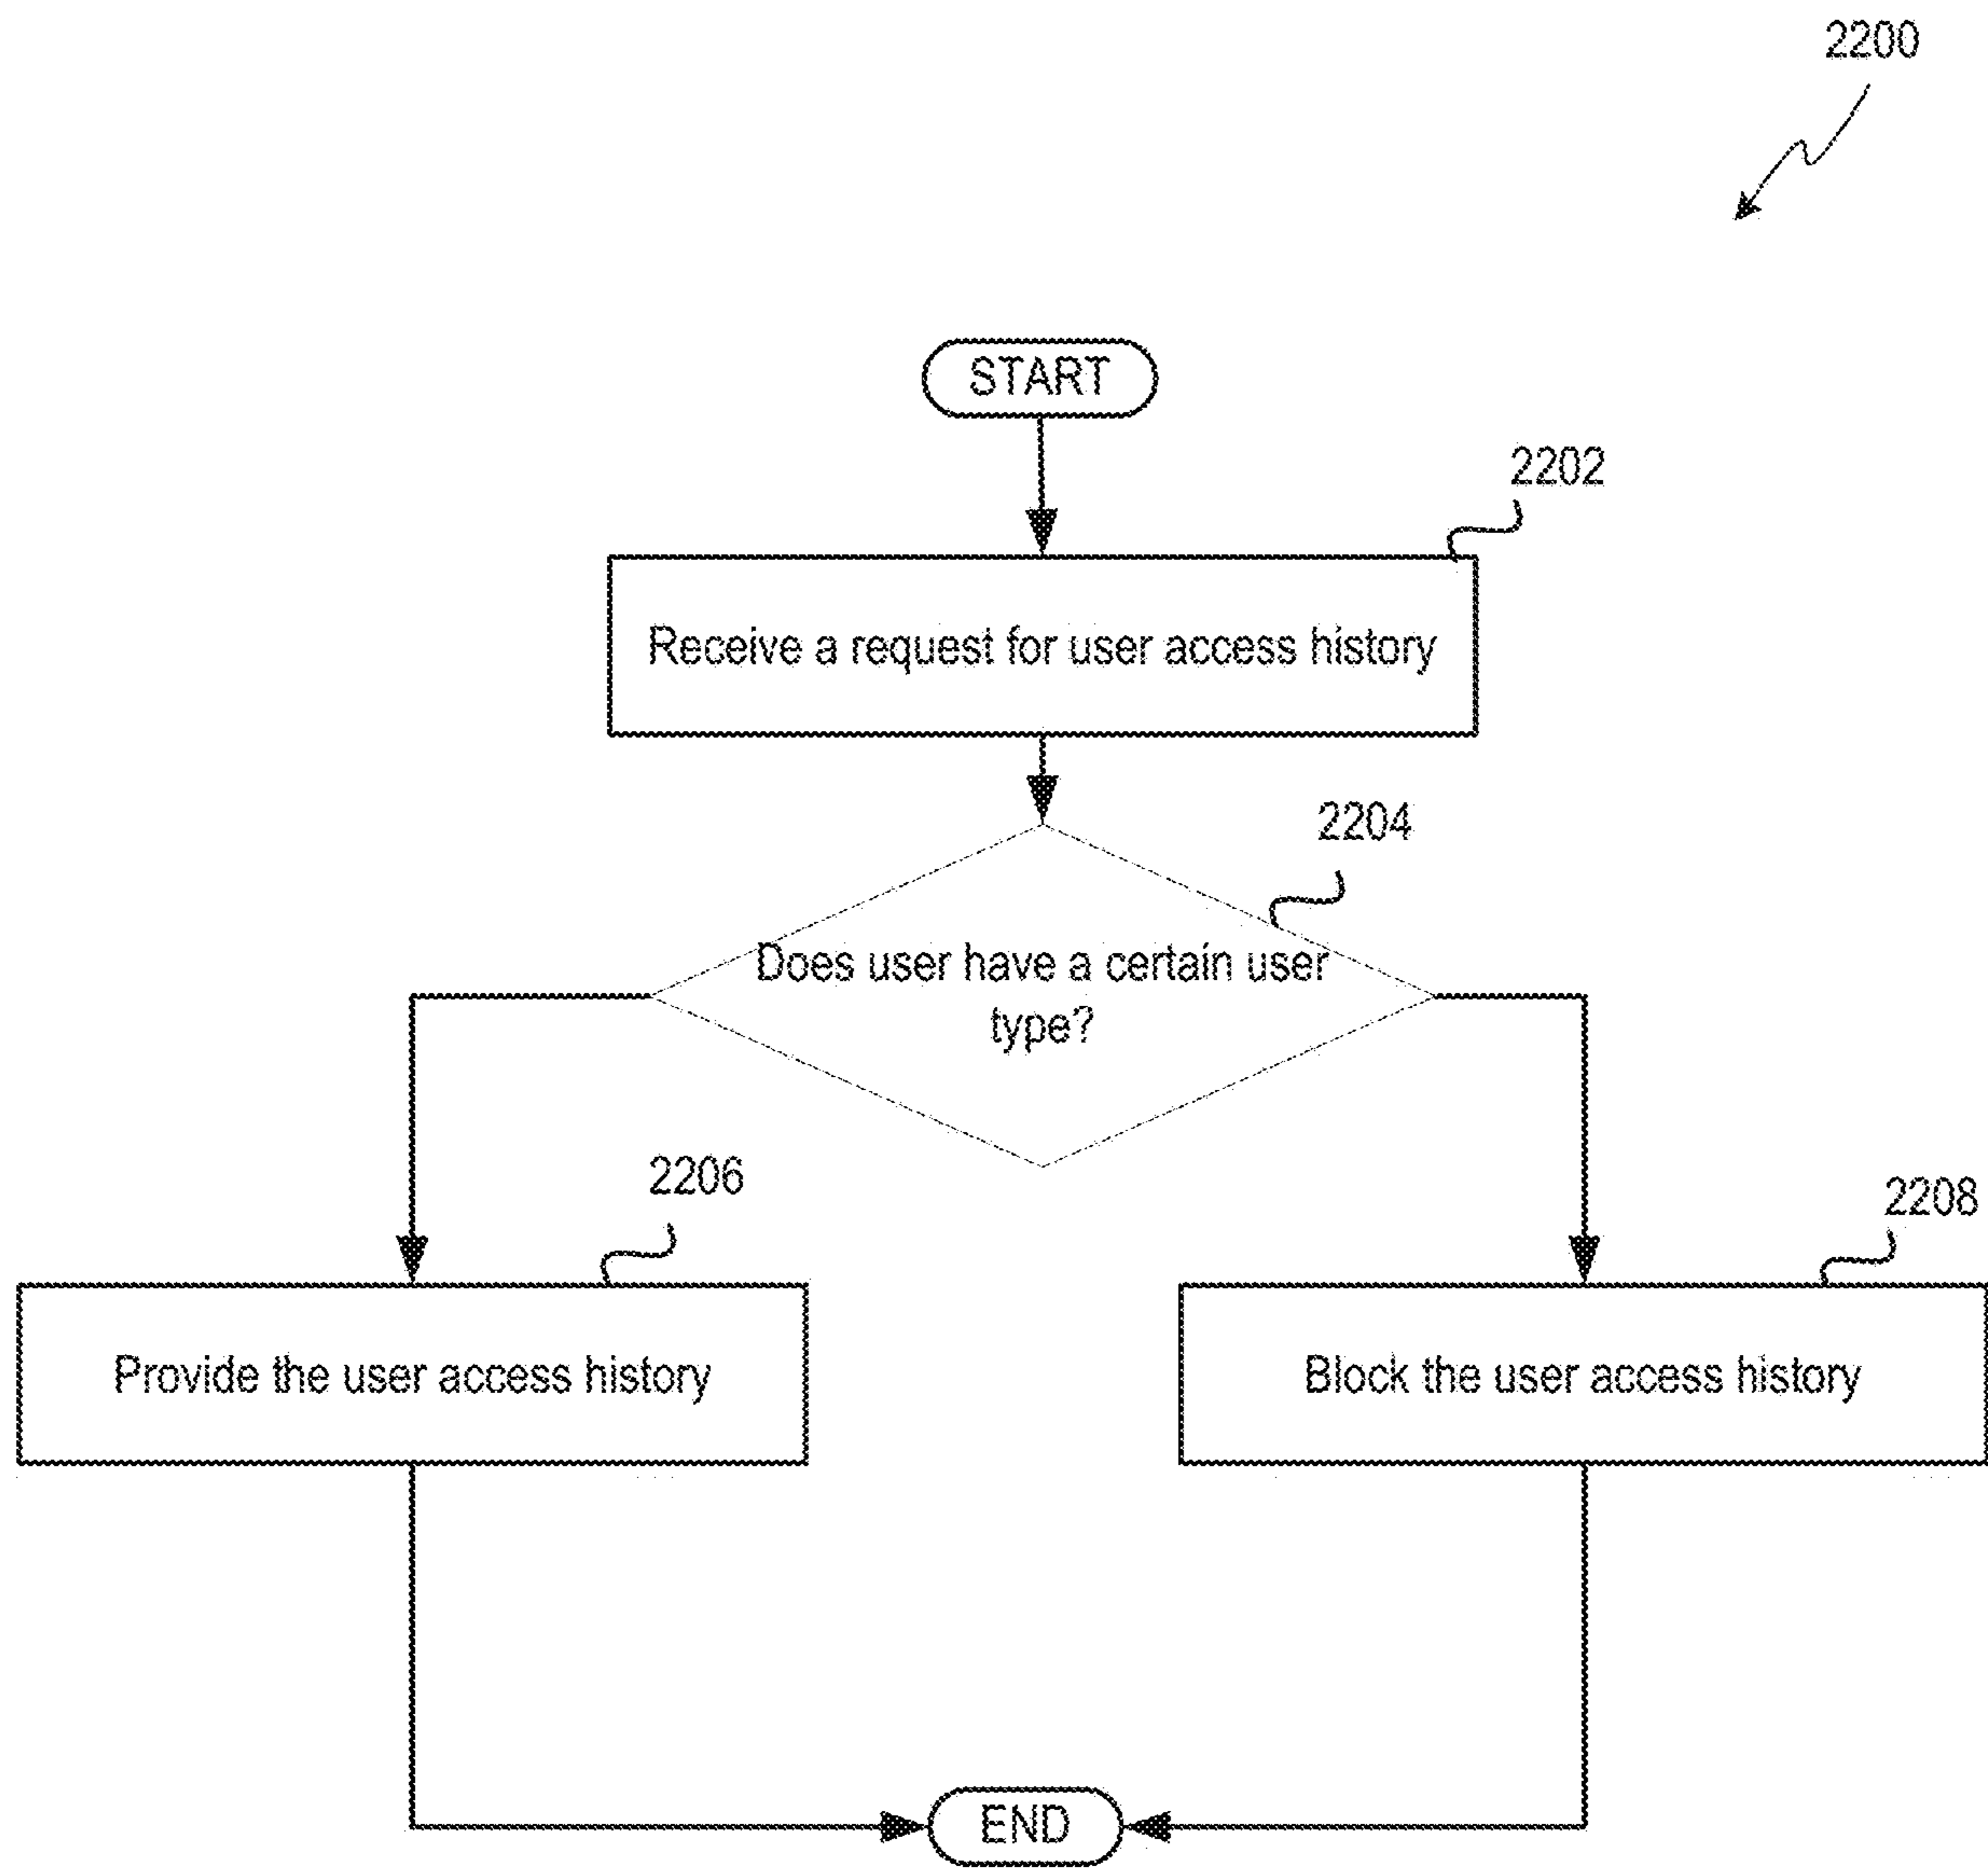 2200
START
2202
Receive a request for user access history
2204
Does user have a certain user
type?
2206
2208
Provide the user access history
Block the user access history
END